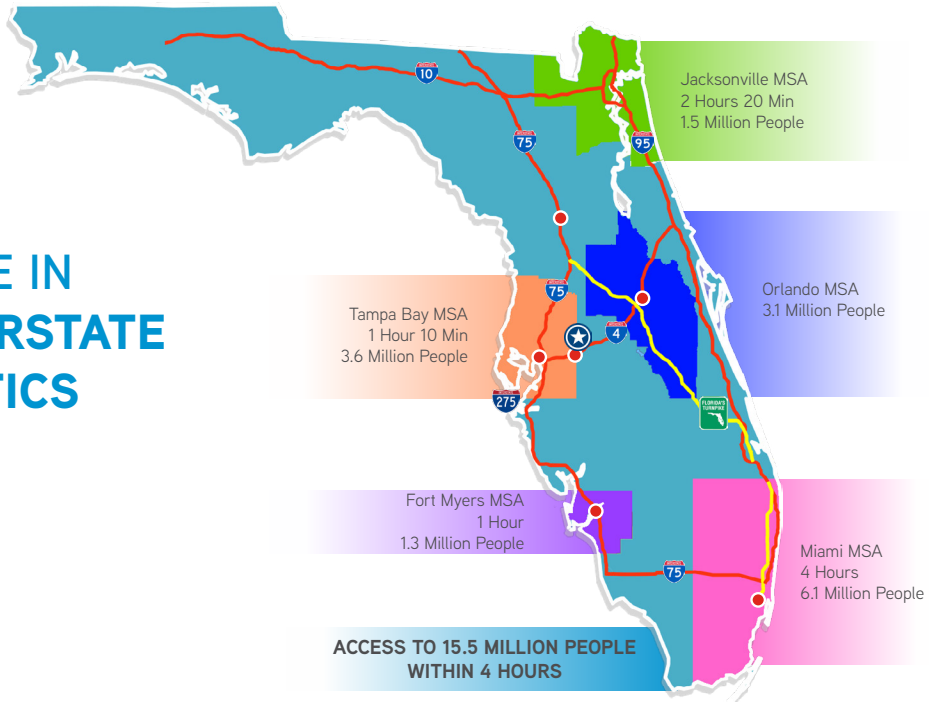 E IN
RSTATE
TICS
10
75
95
Jacksonville MSA
2 Hours 20 Min
1.5 Million People
Orlando MSA
3.1 Million People
75
4
Tampa Bay MSA
1 Hour 10 Min
3.6 Million People
275
FLORIDA'S
TURNPIKE
Fort Myers MSA
1 Hour
1.3 Million People
75
Miami MSA
4 Hours
6.1 Million People
ACCESS TO 15.5 MILLION PEOPLE
WITHIN 4 HOURS